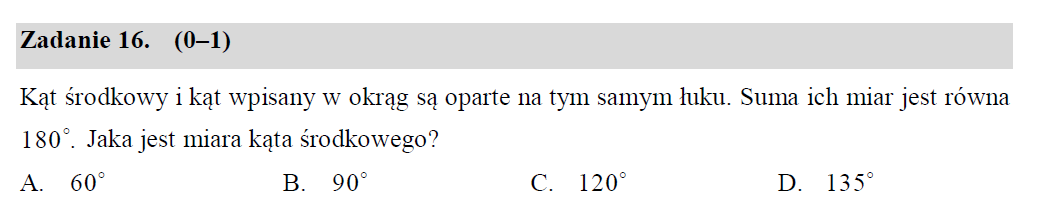 Zadanie 16. (0–1)
Kąt środkowy i kąt wpisany w okrąg są oparte na tym samym łuku. Suma ich miar jest równa
180°. Jaka jest miara kąta środkowego?
A. 60° B. 90° C. 120° D. 135°